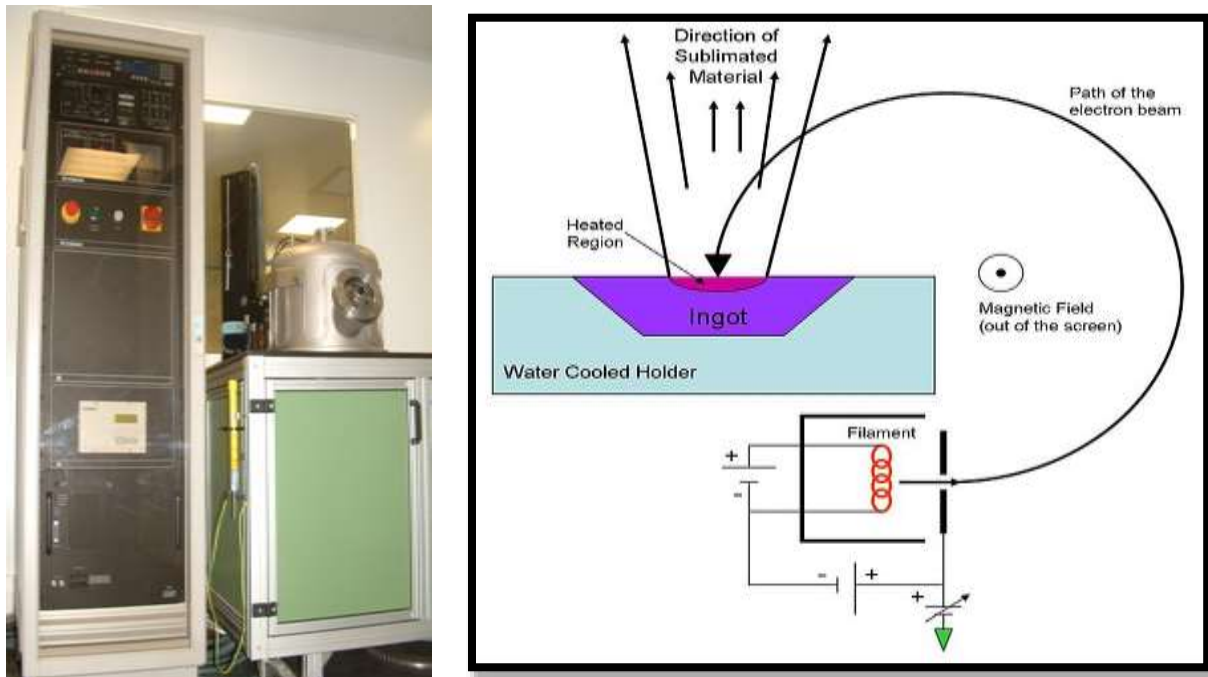 Direction of
Sublimated
Material
Path of the
electron beam
Heated
Region
Ingot
Magnetic Field
(out of the screen)
Water Cooled Holder
Filament
+
-
-
+
+